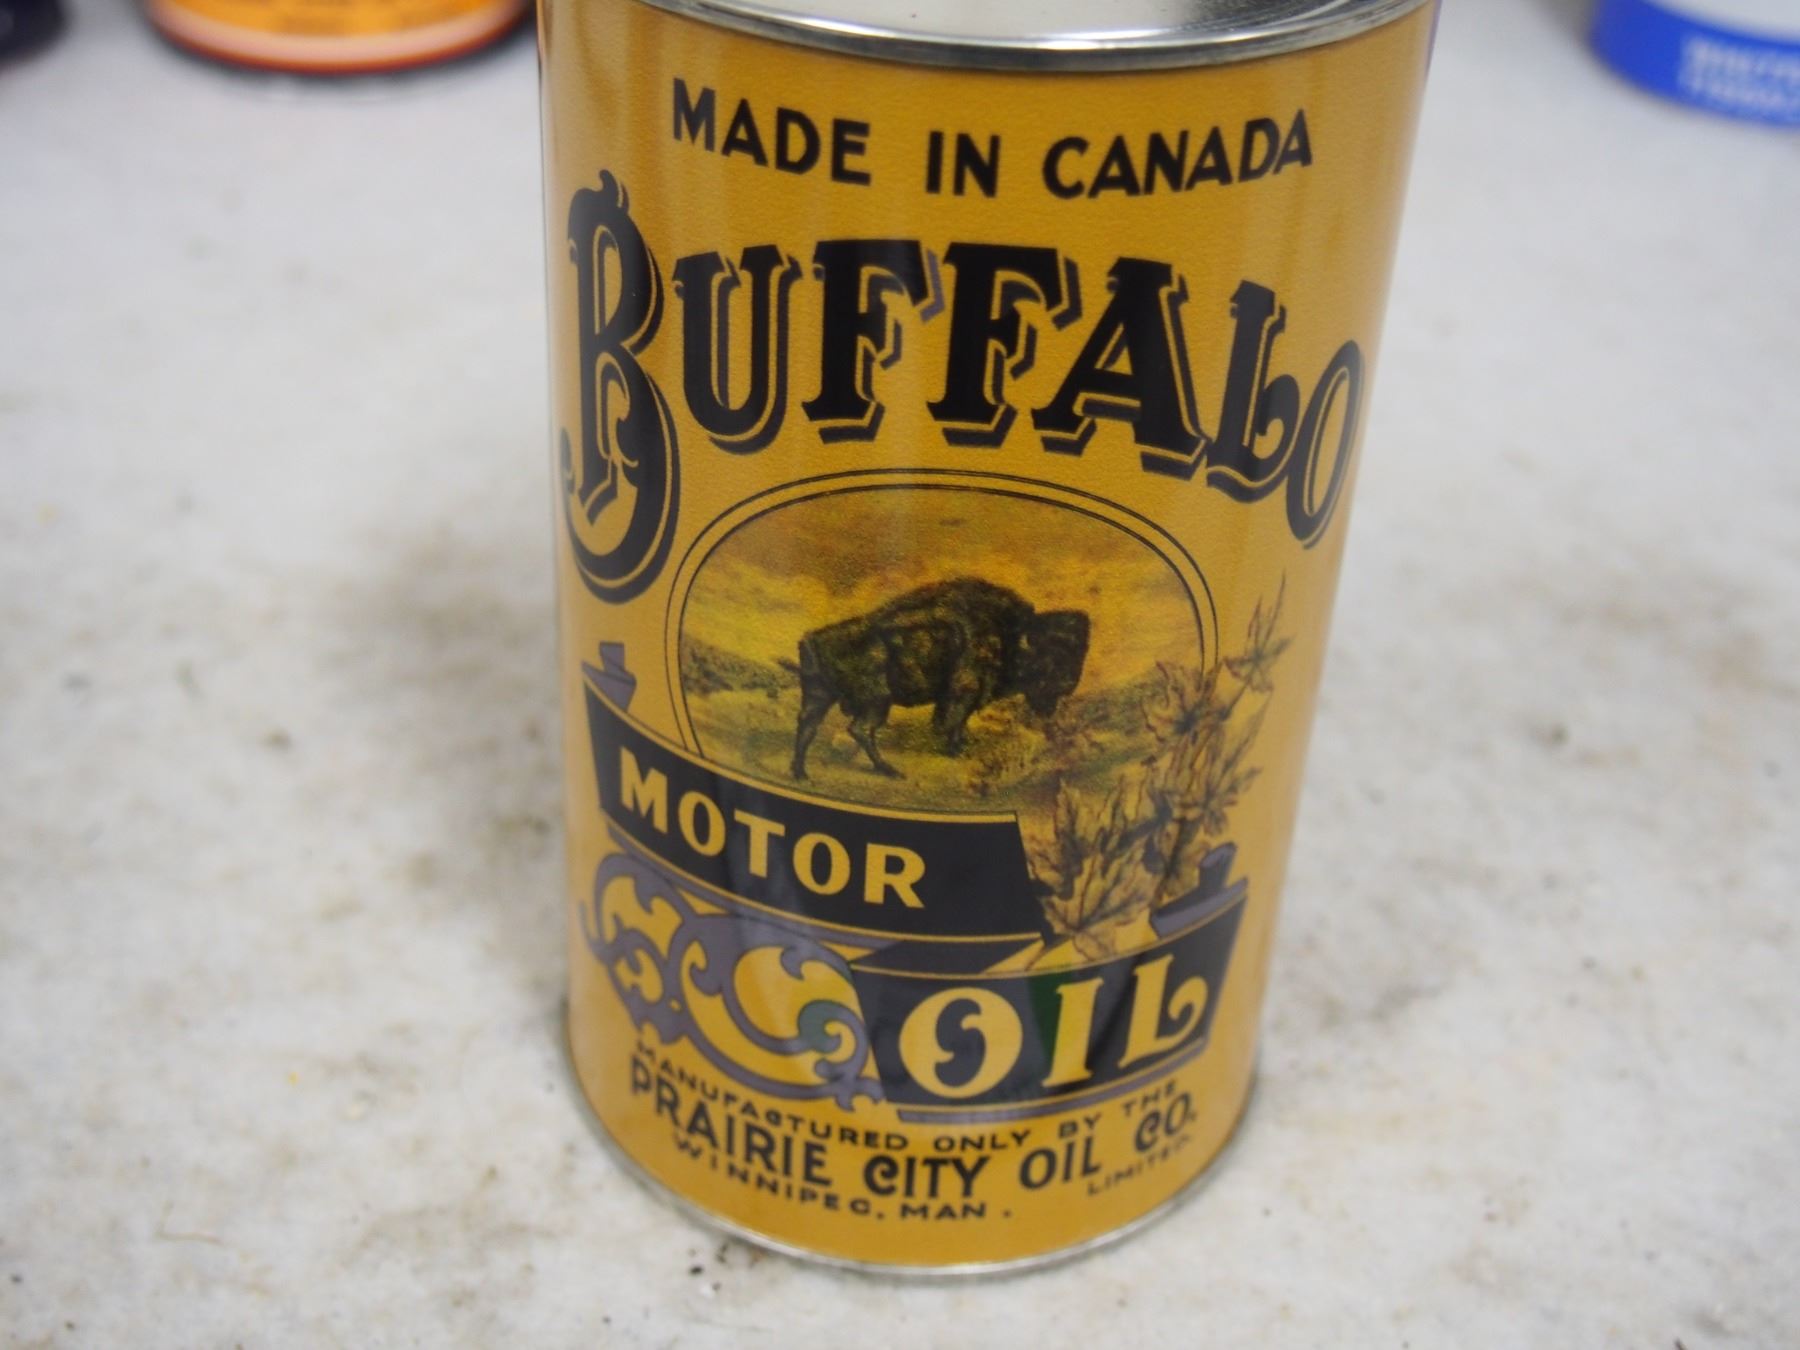 MADE IN CANADA
BUFFALO
MOTOR
OIL
MANUFACTURED ONLY BY THE
PRAIRIE CITY OIL CO.
LIMITED.
WINNIPEG, MAN.